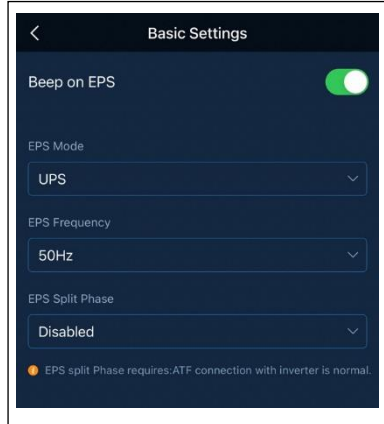 Basic Settings
Beep on EPS
EPS Mode
UPS
EPS Frequency
50Hz
EPS Split Phase
Disabled
EPS split Phase requires:ATF connection with inverter is normal.